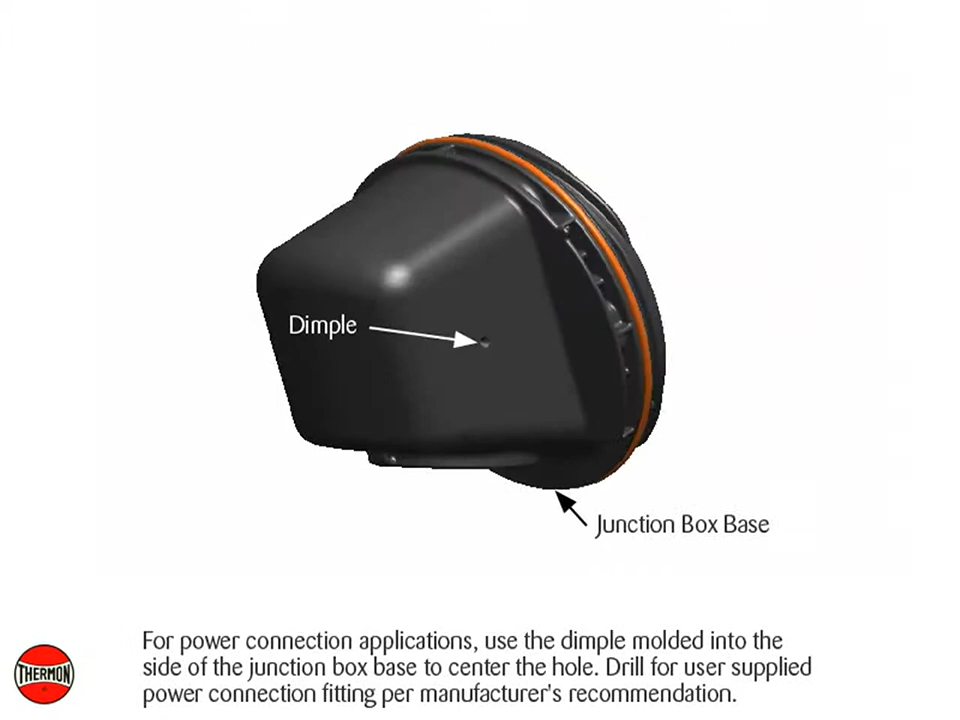 Dimple
Junction Box Base
For power connection applications, use the dimple molded into the
side of the junction box base to center the hole. Drill for user supplied
power connection fitting per manufacturer's recommendation.
THERMON